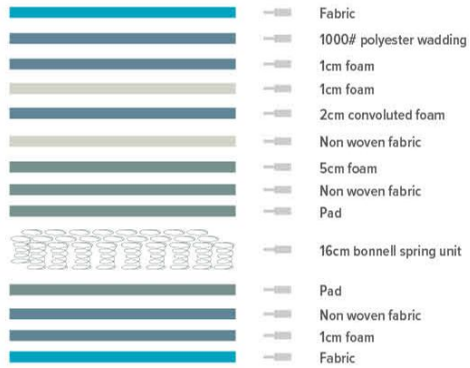 Fabric
1000# polyester wadding
1cm foam
1cm foam
2cm convoluted foam
Non woven fabric
5cm foam
Non woven fabric
Pad
16cm bonnell spring unit
Pad
Non woven fabric
1cm foam
Fabric